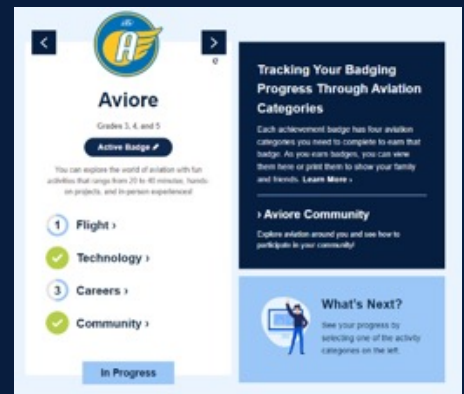 A
Aviore
Grades 3, 4, and 5
Active Badge
You can explore the world of aviation with fun
activities that range from 20 to 40 minutes, hands-
on projects, and in-person experiences!
1 Flight ›
Technology ›
3 Careers ›
Community ›
In Progress
Tracking Your Badging
Progress Through Aviation
Categories
Each achievement badge has four aviation
categories you need to complete to earn that
badge. As you earn badges, you can view
them here or print them to show your family
and friends. Learn More ›
› Aviore Community
Explore aviation around you and see how to
participate in your community!
What's Next?
See your progress by
selecting one of the activity
categories on the left.